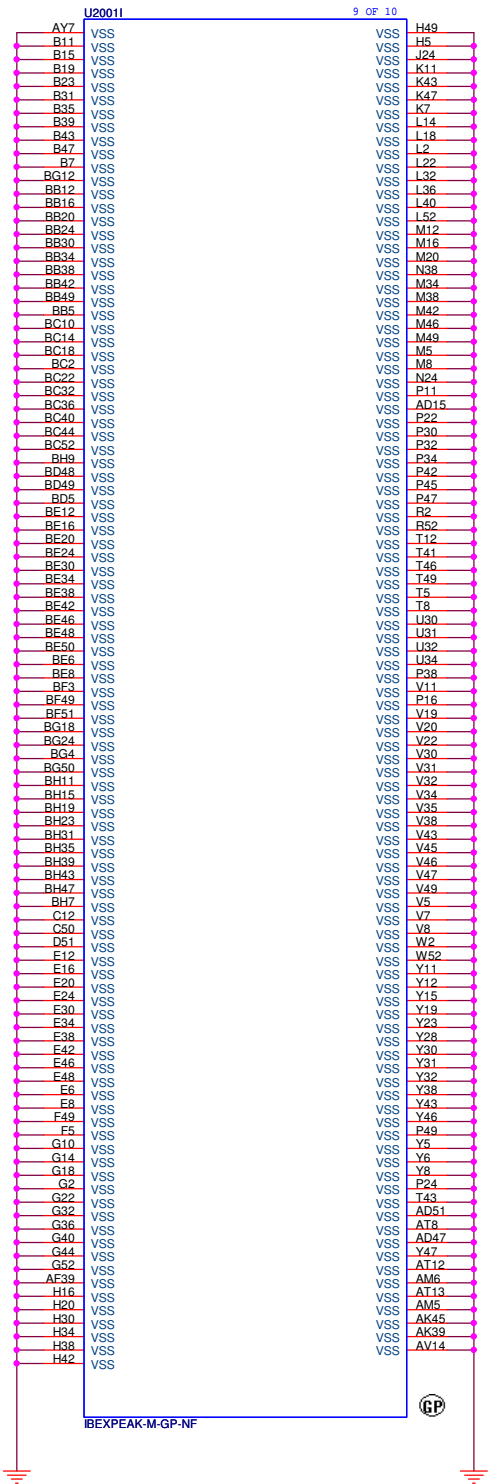 U2001I 9 OF 10
AY7 VSS VSS H49
B11 VSS VSS H5
B15 VSS VSS J24
B19 VSS VSS K11
B23 VSS VSS K43
B31 VSS VSS K47
B35 VSS VSS K7
B39 VSS VSS L14
B43 VSS VSS L18
B47 VSS VSS L2
B7 VSS VSS L22
BG12 VSS VSS L32
BB12 VSS VSS L36
BB16 VSS VSS L40
BB20 VSS VSS L52
BB24 VSS VSS M12
BB30 VSS VSS M16
BB34 VSS VSS M20
BB38 VSS VSS N38
BB42 VSS VSS M34
BB49 VSS VSS M38
BB5 VSS VSS M42
BC10 VSS VSS M46
BC14 VSS VSS M49
BC18 VSS VSS M5
BC2 VSS VSS M8
BC22 VSS VSS N24
BC32 VSS VSS P11
BC36 VSS VSS AD15
BC40 VSS VSS P22
BC44 VSS VSS P30
BC52 VSS VSS P32
BH9 VSS VSS P34
BD48 VSS VSS P42
BD49 VSS VSS P45
BD5 VSS VSS P47
BE12 VSS VSS R2
BE16 VSS VSS R52
BE20 VSS VSS T12
BE24 VSS VSS T41
BE30 VSS VSS T46
BE34 VSS VSS T49
BE38 VSS VSS T5
BE42 VSS VSS T8
BE46 VSS VSS U30
BE48 VSS VSS U31
BE50 VSS VSS U32
BE6 VSS VSS U34
BE8 VSS VSS P38
BF3 VSS VSS V11
BF49 VSS VSS P16
BF51 VSS VSS V19
BG18 VSS VSS V20
BG24 VSS VSS V22
BG4 VSS VSS V30
BG50 VSS VSS V31
BH11 VSS VSS V32
BH15 VSS VSS V34
BH19 VSS VSS V35
BH23 VSS VSS V38
BH31 VSS VSS V43
BH35 VSS VSS V45
BH39 VSS VSS V46
BH43 VSS VSS V47
BH47 VSS VSS V49
BH7 VSS VSS V5
C12 VSS VSS V7
C50 VSS VSS V8
D51 VSS VSS W2
E12 VSS VSS W52
E16 VSS VSS Y11
E20 VSS VSS Y12
E24 VSS VSS Y15
E30 VSS VSS Y19
E34 VSS VSS Y23
E38 VSS VSS Y28
E42 VSS VSS Y30
E46 VSS VSS Y31
E48 VSS VSS Y32
E6 VSS VSS Y38
E8 VSS VSS Y43
F49 VSS VSS Y46
F5 VSS VSS P49
G10 VSS VSS Y5
G14 VSS VSS Y6
G18 VSS VSS Y8
G2 VSS VSS P24
G22 VSS VSS T43
G32 VSS VSS AD51
G36 VSS VSS AT8
G40 VSS VSS AD47
G44 VSS VSS Y47
G52 VSS VSS AT12
AF39 VSS VSS AM6
H16 VSS VSS AT13
H20 VSS VSS AM5
H30 VSS VSS AK45
H34 VSS VSS AK39
H38 VSS VSS AV14
H42 VSS
GP
IBEXPEAK-M-GP-NF